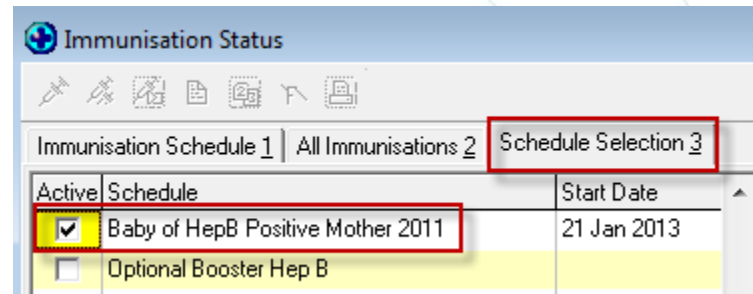 Immunisation Status
Immunisation Schedule 1 All Immunisations 2 Schedule Selection 3
Active Schedule Start Date
Baby of HepB Positive Mother 2011 21 Jan 2013
Optional Booster Hep B